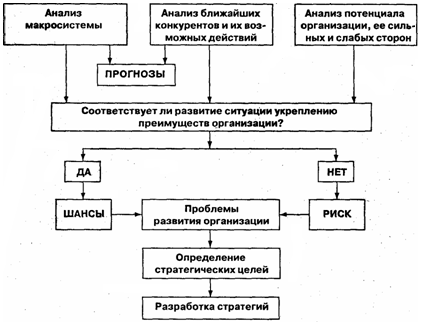 Анализ
макросистемы
Анализ ближайших
конкурентов и их воз-
можных действий
Анализ потенциала
организации, ее силь-
ных и слабых сторон
ПРОГНОЗЫ
Соответствует ли развитие ситуации укреплению
преимуществ организации?
ДА
НЕТ
ШАНСЫ
Проблемы
развития организации
РИСК
Определение
стратегических целей
Разработка стратегий